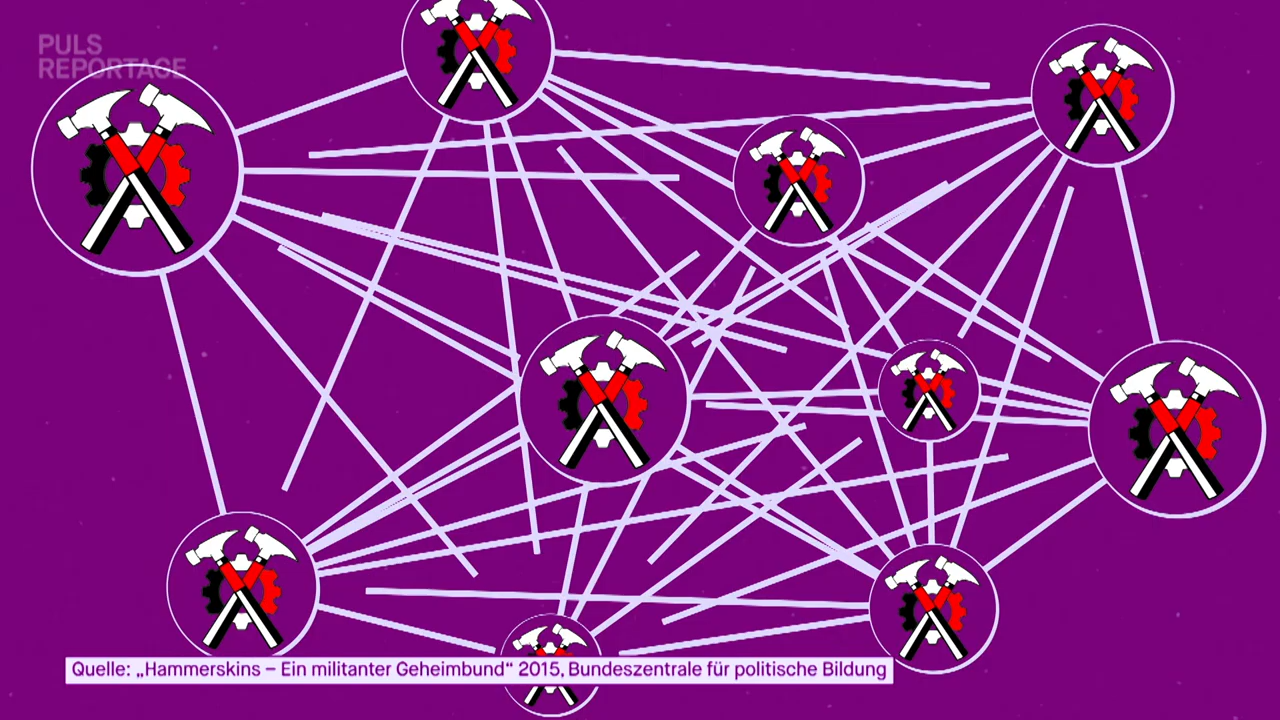 PULS
REPORTAGE
Quelle: „Hammerskins – Ein militanter Geheimbund“ 2015, Bundeszentrale für politische Bildung